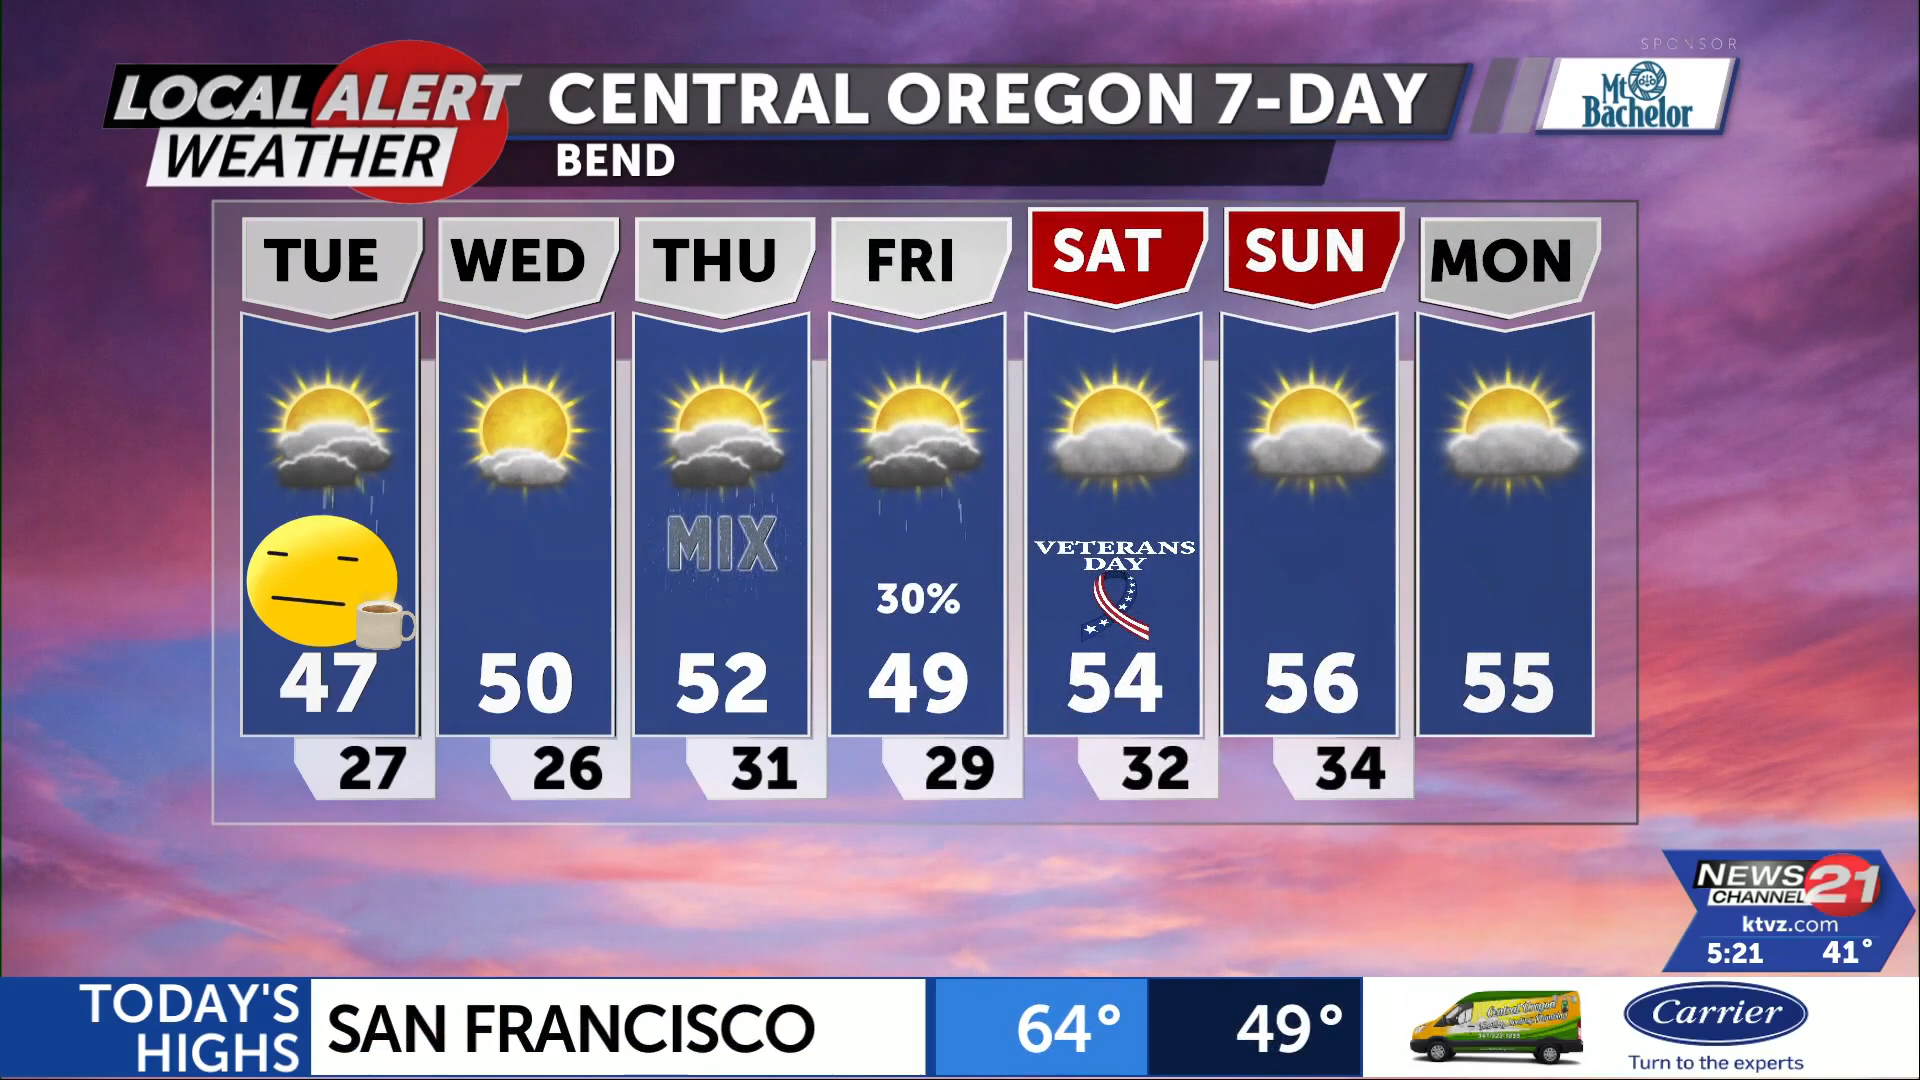 SPONSOR
LOCAL ALERT
WEATHER
CENTRAL OREGON 7-DAY
BEND
Mt
Bachelor
TUE
WED
THU
FRI
SAT
SUN
MON
MIX
VETERANS
DAY
30%
47
50
52
49
54
56
55
27
26
31
29
32
34
NEWS
CHANNEL
21
ktvz.com
5:21 41°
TODAY'S
HIGHS
SAN FRANCISCO 64° 49°
Central Oregon
Carrier
Turn to the experts